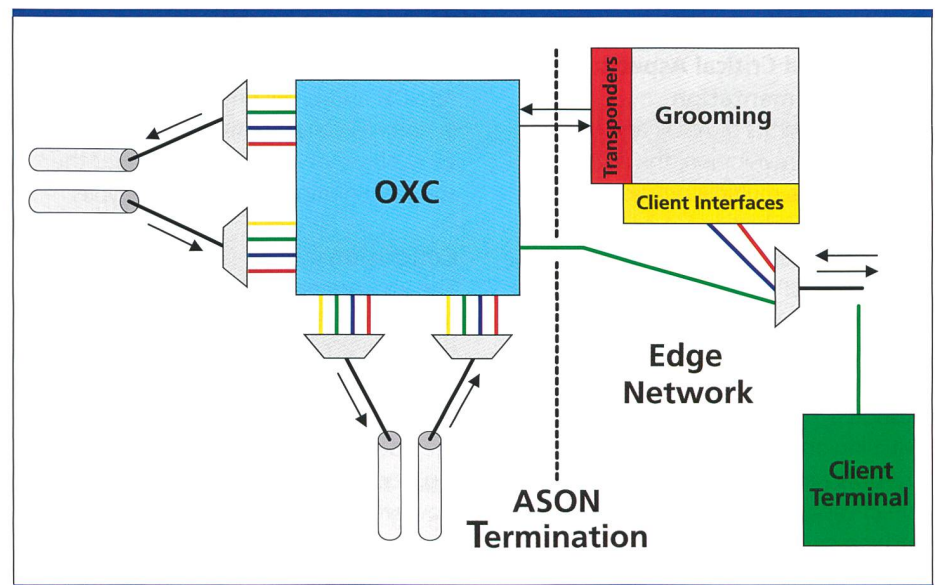 Transponders
Grooming
OXC
Client Interfaces
Edge
Network
Client
Terminal
ASON
Termination